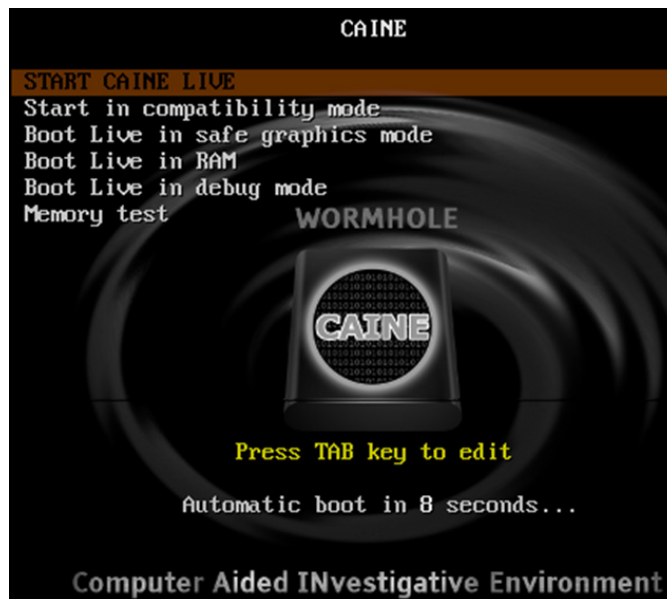 CAINE
START CAINE LIVE
Start in compatibility mode
Boot Live in safe graphics mode
Boot Live in RAM
Boot Live in debug mode
Memory test
WORMHOLE
CAINE
Press TAB key to edit
Automatic boot in 8 seconds...
Computer Aided INvestigative Environment